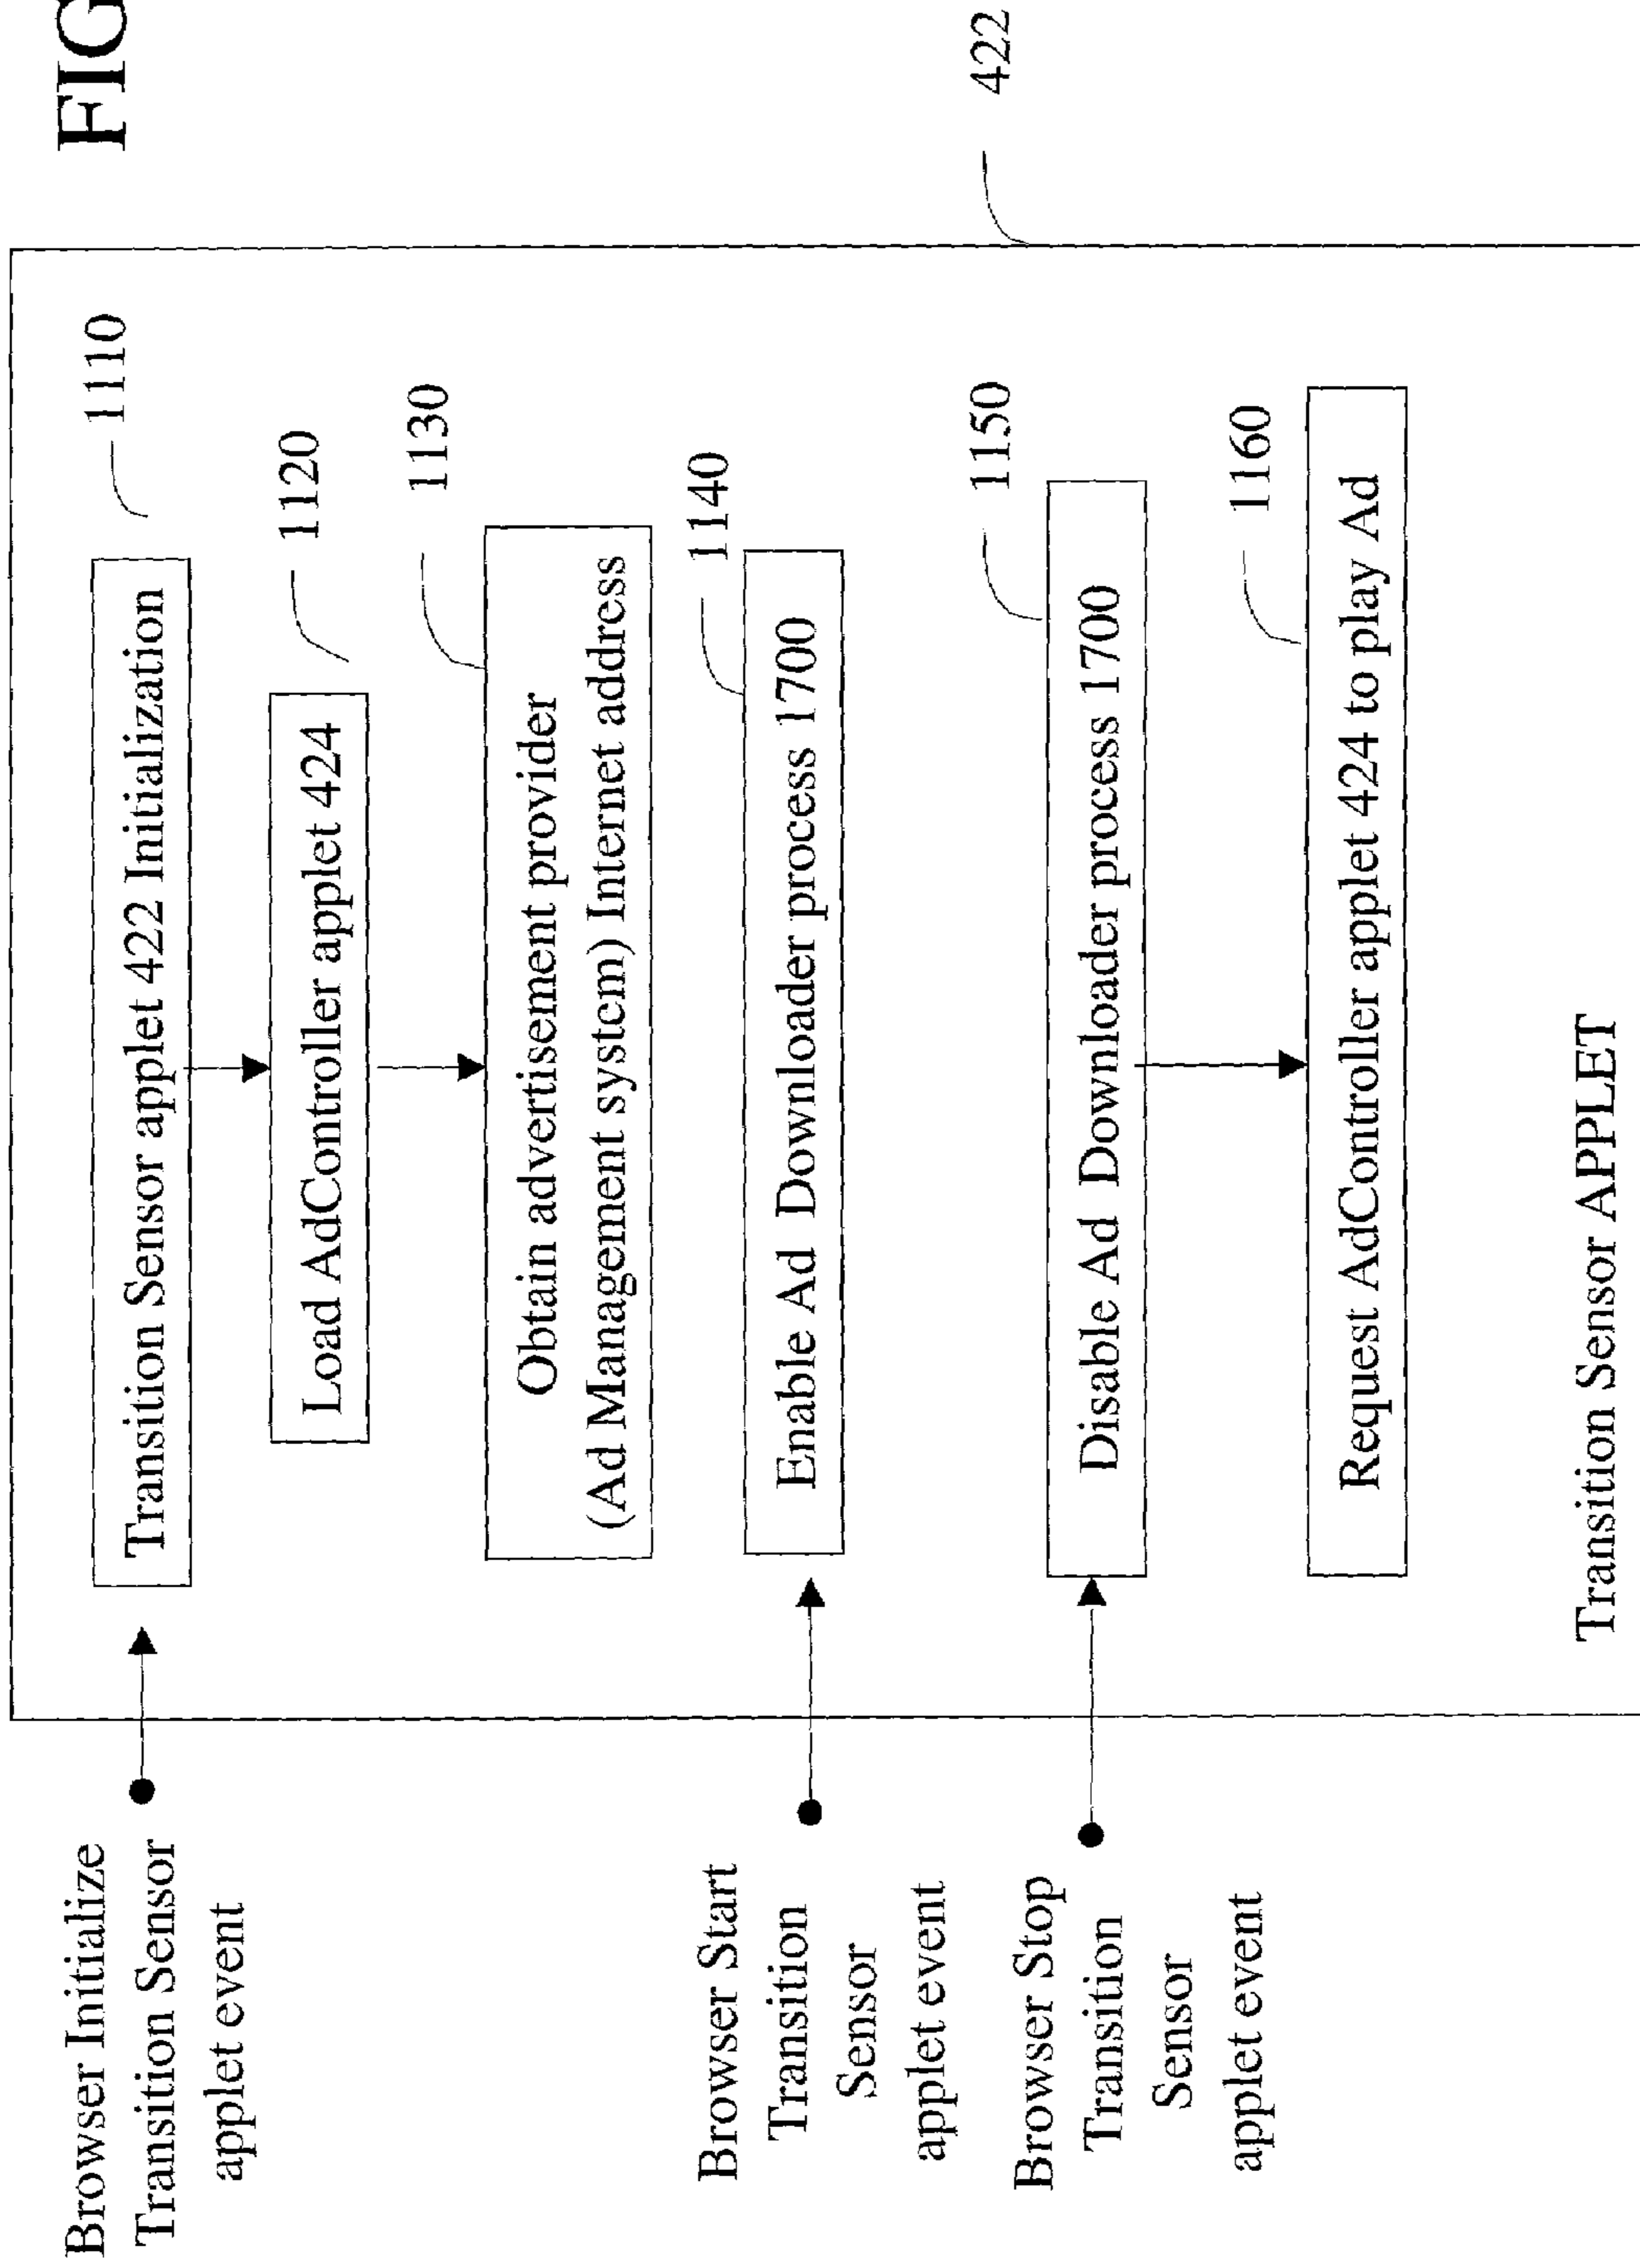 FIG
Browser Initialize
Transition Sensor
applet event
Transition Sensor applet 422 Initialization
1110
Load AdController applet 424
1120
Obtain advertisement provider
(Ad Management system) Internet address
1130
Browser Start
Transition
Sensor
applet event
Enable Ad Downloader process 1700
1140
Browser Stop
Transition
Sensor
applet event
Disable Ad Downloader process 1700
1150
Request AdController applet 424 to play Ad
1160
422
Transition Sensor APPLET